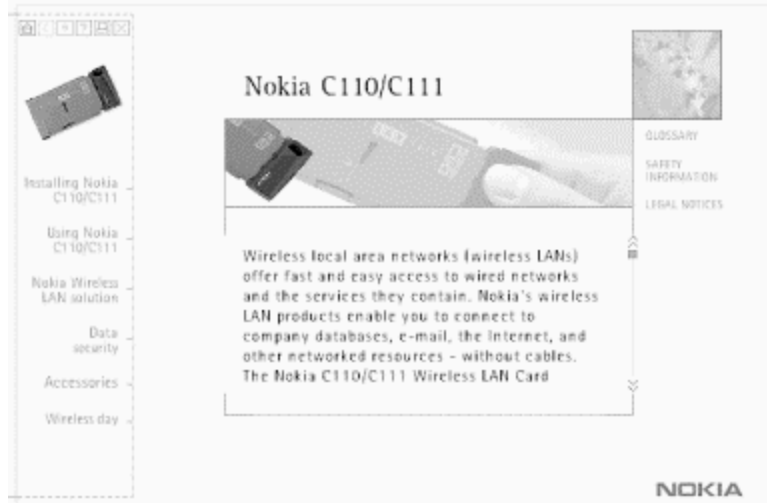 Nokia C110/C111
Installing Nokia
C110/C111
Using Nokia
C110/C111
Nokia Wireless
LAN solution
Data
security
Accessories
Wireless day
Wireless local area networks (wireless LANs)
offer fast and easy access to wired networks
and the services they contain. Nokia's wireless
LAN products enable you to connect to
company databases, e-mail, the Internet, and
other networked resources - without cables.
The Nokia C110/C111 Wireless LAN Card
GLOSSARY
SAFETY
INFORMATION
LEGAL NOTICES
NOKIA